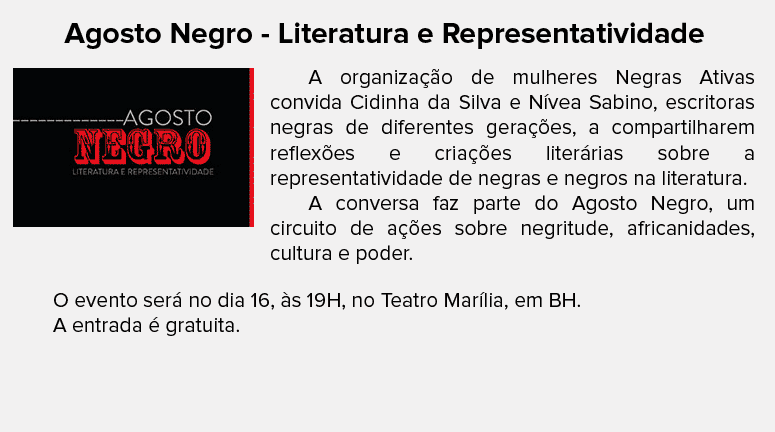 Agosto Negro - Literatura e Representatividade
AGOSTO
NEGRO
LITERATURA E REPRESENTATIVIDADE
A organização de mulheres Negras Ativas
convida Cidinha da Silva e Nívea Sabino, escritoras
negras de diferentes gerações, a compartilharem
reflexões e criações literárias sobre a
representatividade de negras e negros na literatura.
A conversa faz parte do Agosto Negro, um
circuito de ações sobre negritude, africanidades,
cultura e poder.
O evento será no dia 16, às 19H, no Teatro Marília, em BH.
A entrada é gratuita.